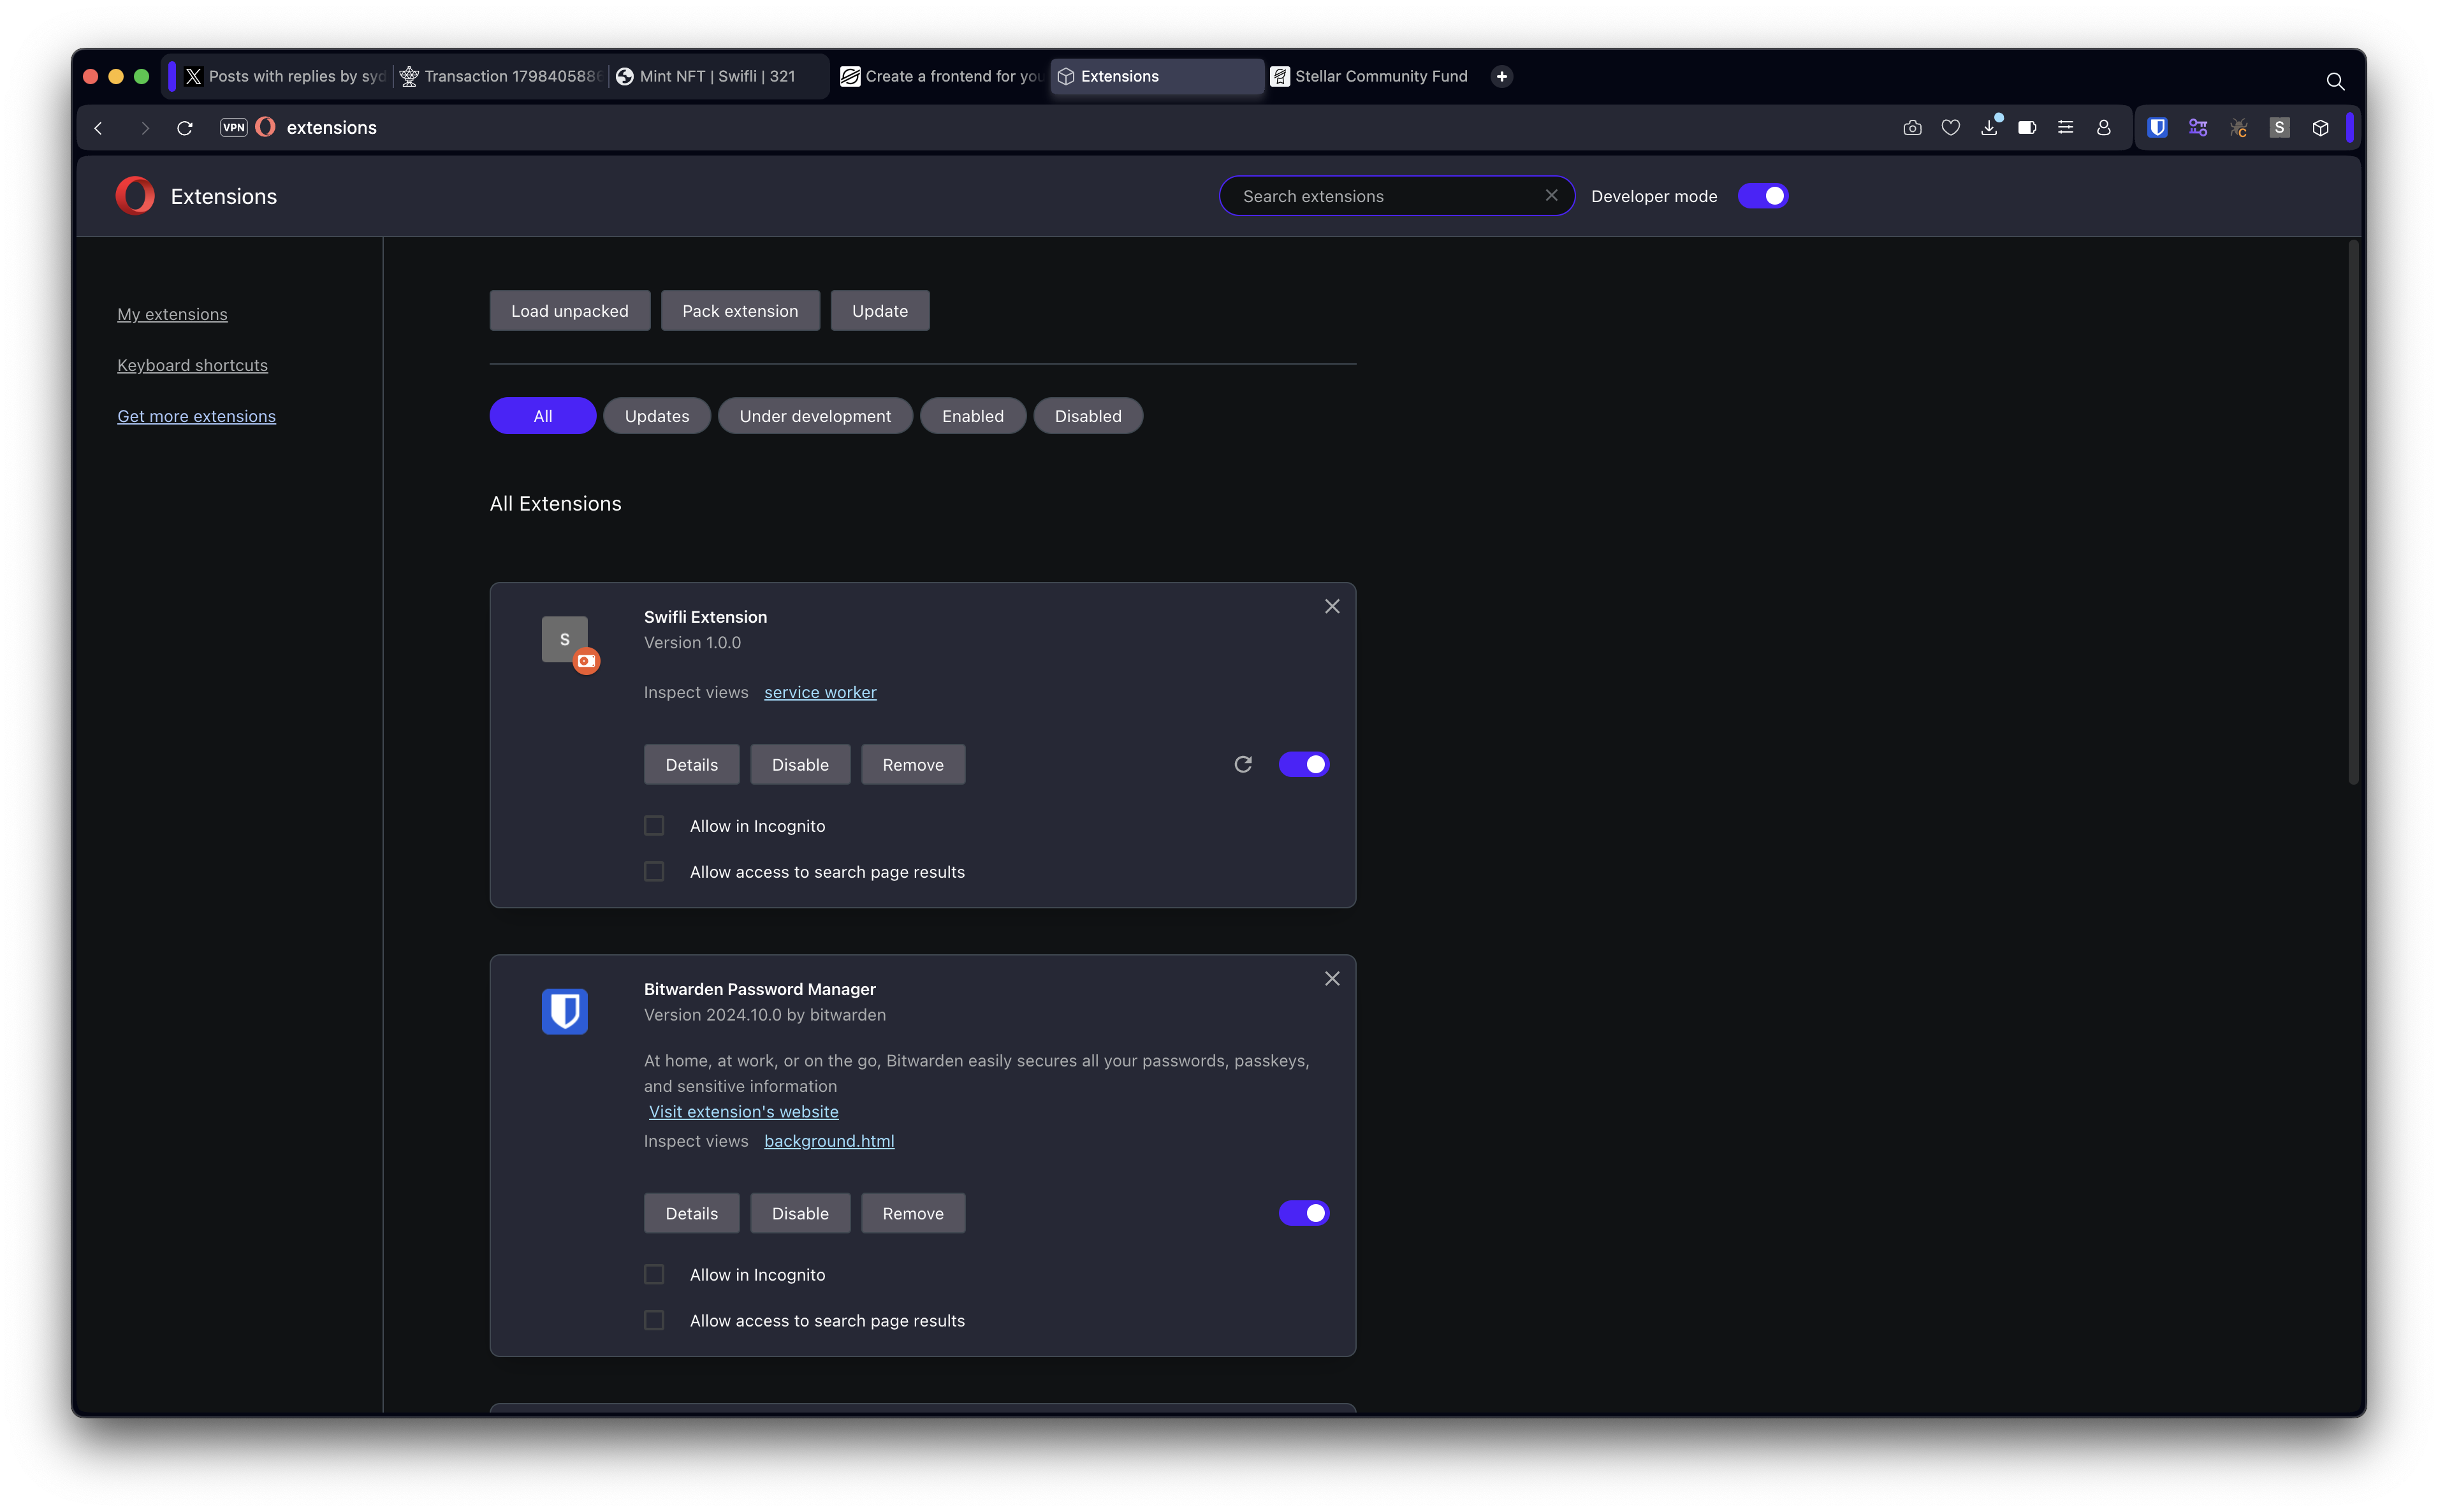 Posts with replies by syd
Transaction 1798405886
Mint NFT | Swifli | 321
Create a frontend for you
Extensions
Stellar Community Fund
VPN
extensions
C
S
Extensions
Search extensions
Developer mode
My extensions
Keyboard shortcuts
Get more extensions
Load unpacked
Pack extension
Update
All
Updates
Under development
Enabled
Disabled
All Extensions
S
Swifli Extension
Version 1.0.0
Inspect views service worker
Details
Disable
Remove
Allow in Incognito
Allow access to search page results
Bitwarden Password Manager
Version 2024.10.0 by bitwarden
At home, at work, or on the go, Bitwarden easily secures all your passwords, passkeys,
and sensitive information
Visit extension's website
Inspect views background.html
Details
Disable
Remove
Allow in Incognito
Allow access to search page results